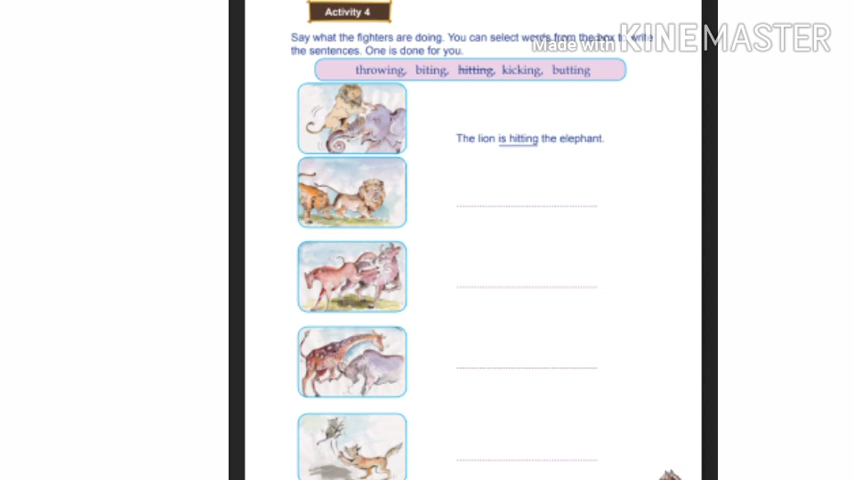 Activity 4
Say what the fighters are doing. You can select words from the box to write
the sentences. One is done for you.
Made with KINEMASTER
throwing, biting, hitting, kicking, butting
The lion is hitting the elephant.